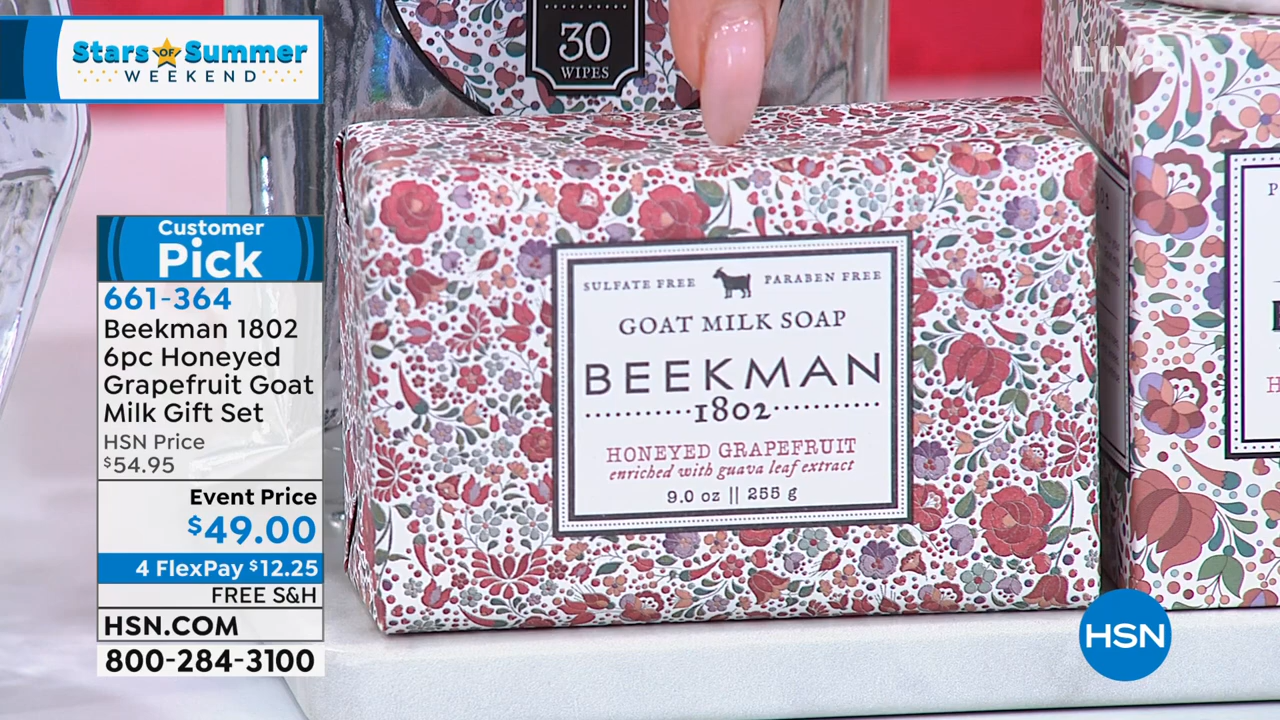 Stars OF Summer
WEEKEND
30
WIPES
LIVE
Customer
Pick
661-364
Beekman 1802
6pc Honeyed
Grapefruit Goat
Milk Gift Set
HSN Price
$54.95
Event Price
$49.00
4 FlexPay $12.25
FREE S&H
HSN.COM
800-284-3100
SULFATE FREE PARABEN FREE
GOAT MILK SOAP
BEEKMAN
1802
HONEYED GRAPEFRUIT
enriched with guava leaf extract
9.0 oz || 255 g
HSN